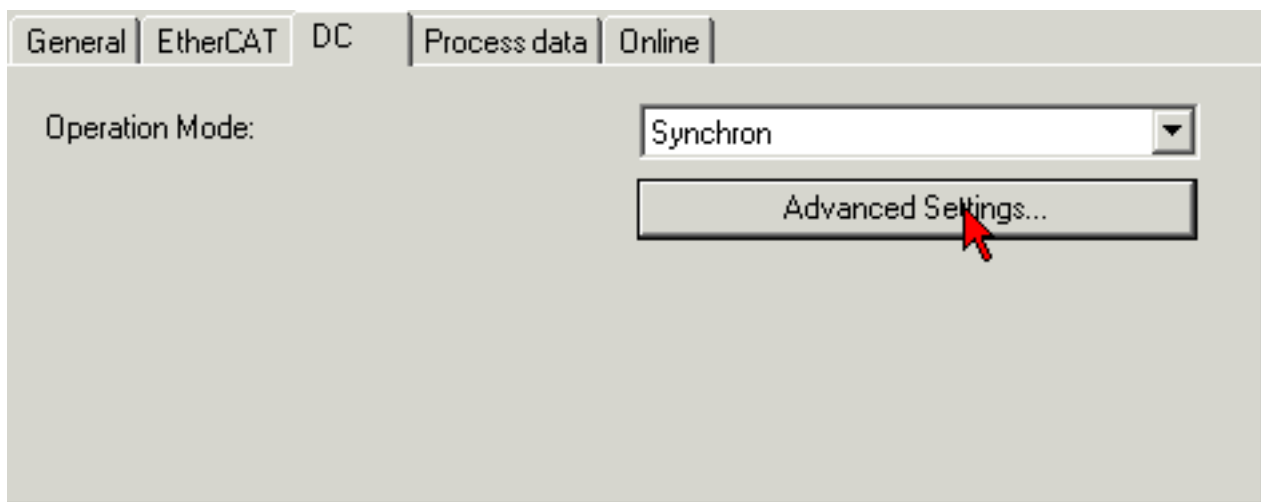 General EtherCAT DC Process data Online
Operation Mode: Synchron
Advanced Settings...